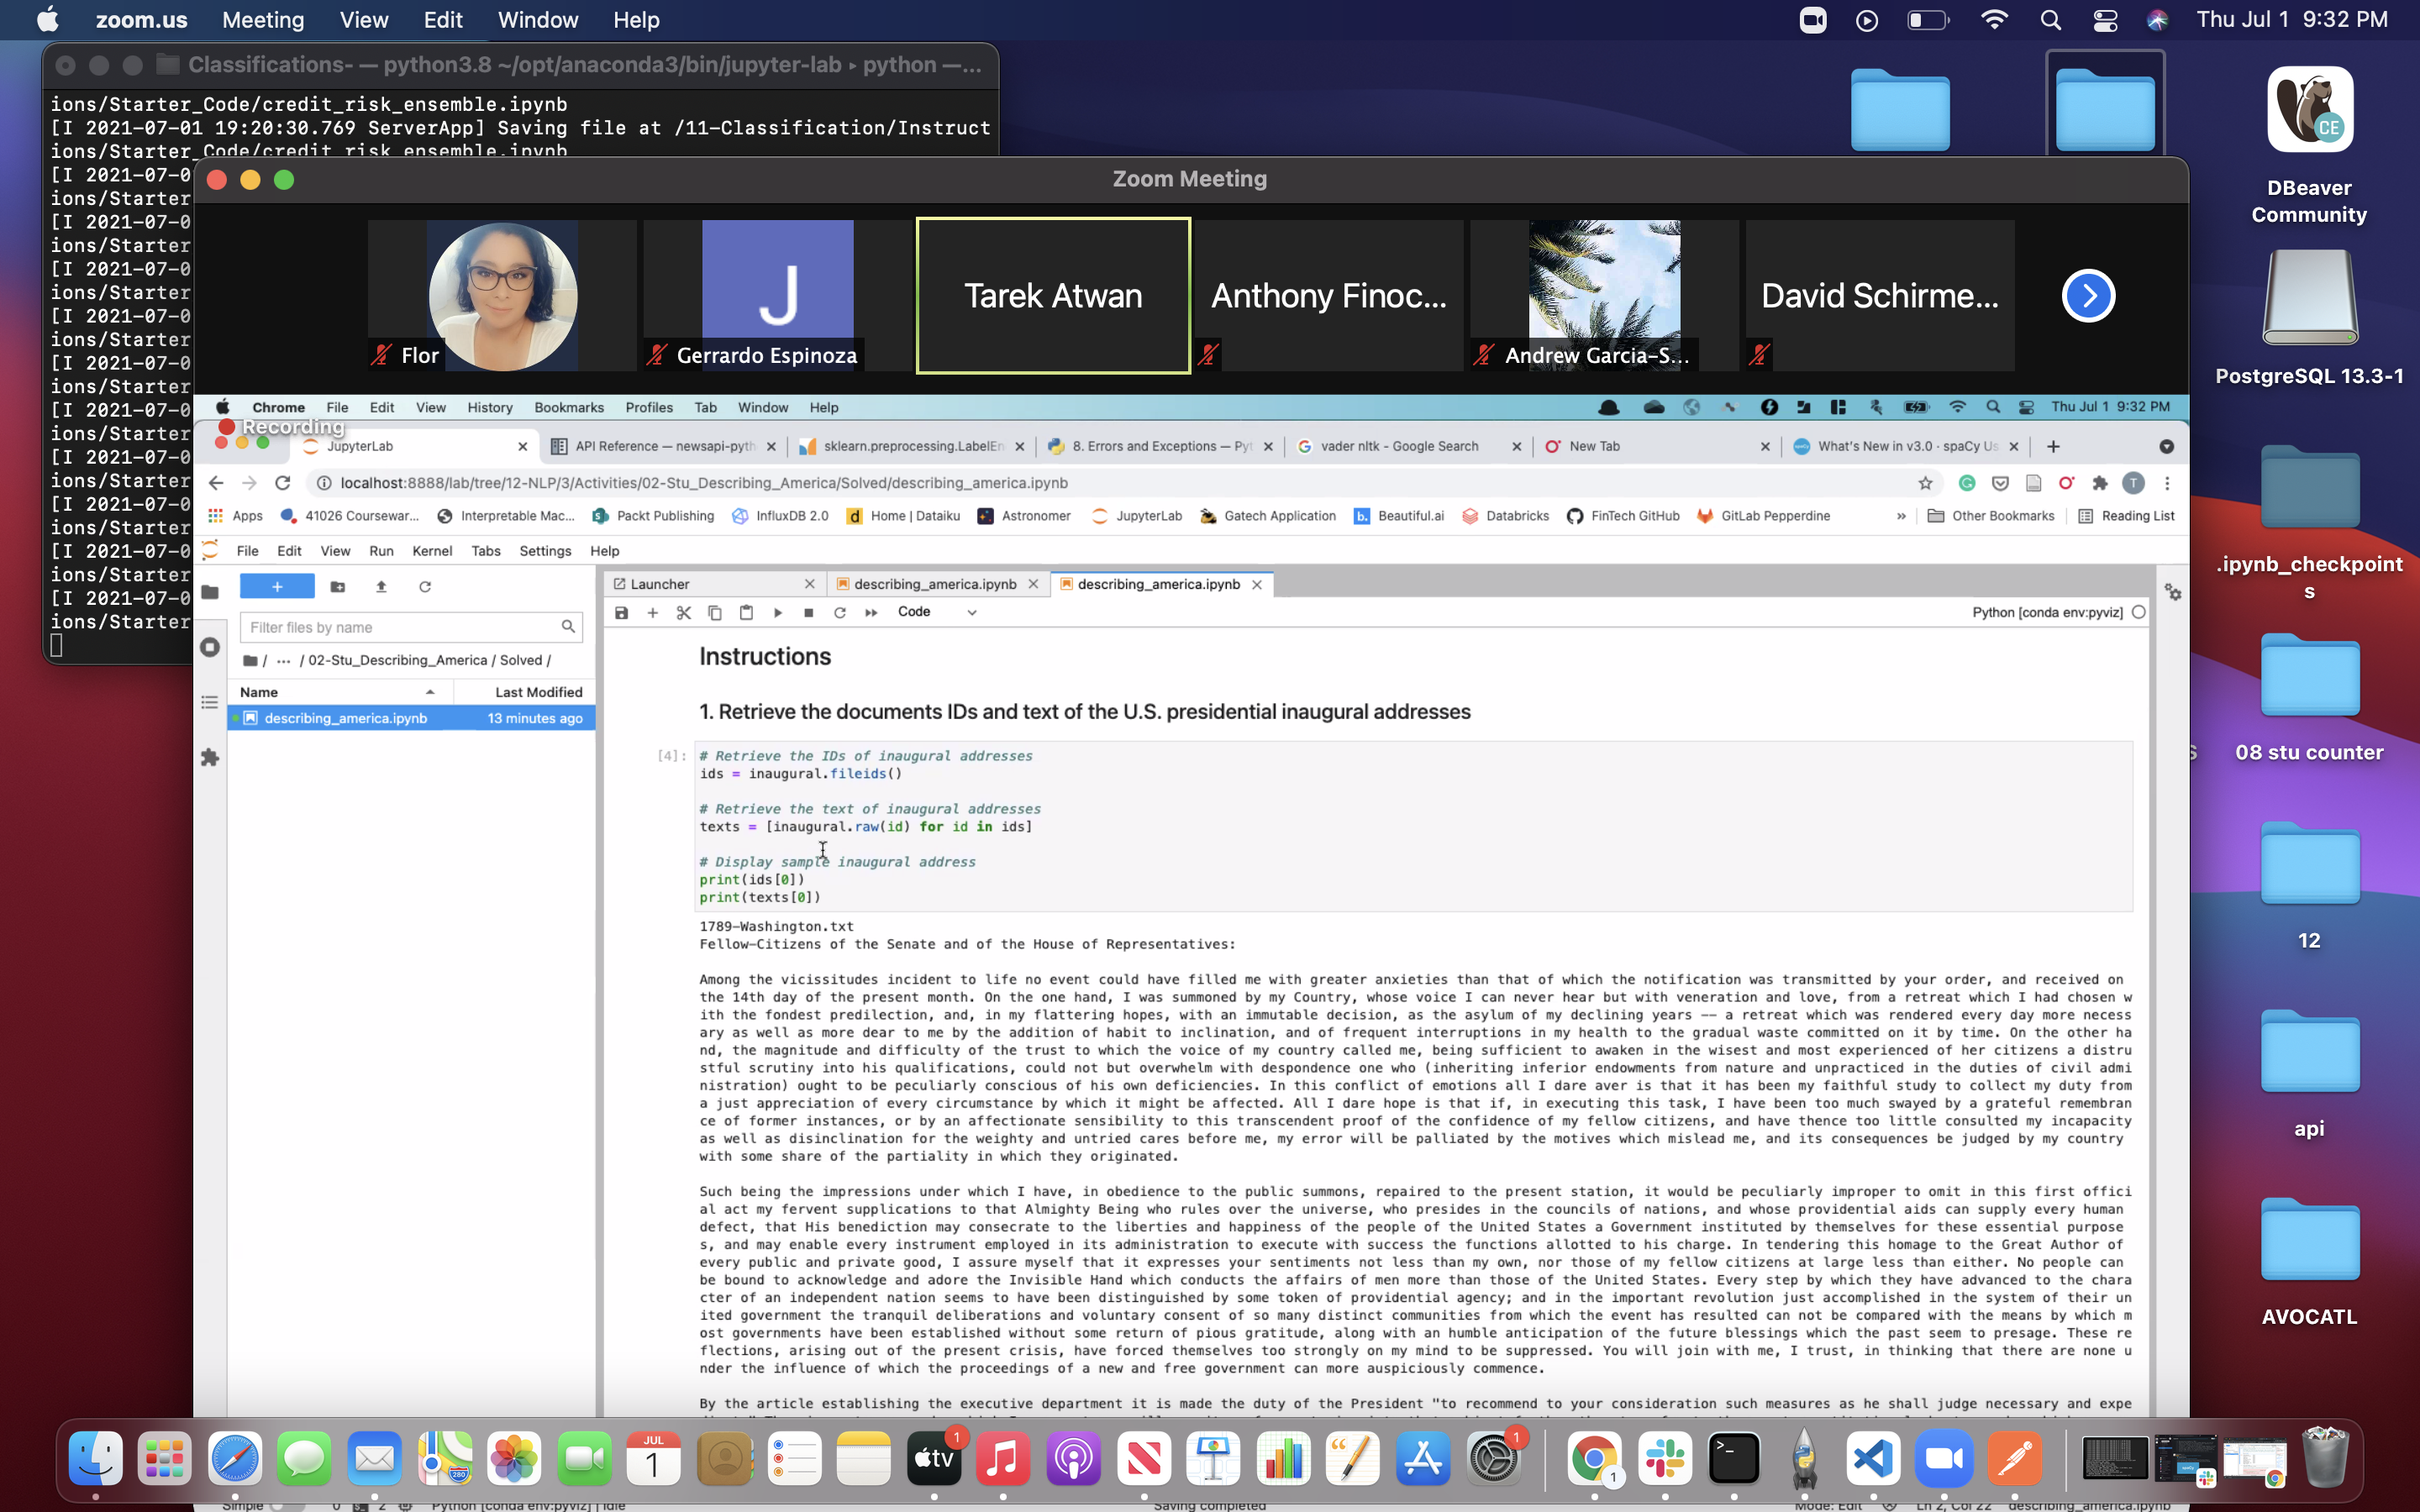 zoom.us Meeting View Edit Window Help Thu Jul 1 9:32 PM
Classifications- — python3.8 ~/opt/anaconda3/bin/jupyter-lab ▸ python —...
ions/Starter_Code/credit_risk_ensemble.ipynb
[I 2021-07-01 19:20:30.769 ServerApp] Saving file at /11-Classification/Instruct
ions/Starter_Code/credit_risk_ensemble.ipynb
[I 2021-07-0
ions/Starter
[I 2021-07-0
ions/Starter
[I 2021-07-0
ions/Starter
[I 2021-07-0
ions/Starter
[I 2021-07-0
ions/Starter
[I 2021-07-0
ions/Starter
[I 2021-07-0
ions/Starter
[I 2021-07-0
ions/Starter
[I 2021-07-0
ions/Starter
[I 2021-07-0
ions/Starter
Zoom Meeting
J
Tarek Atwan
Anthony Finoc...
David Schirme...
Flor
Gerrardo Espinoza
Andrew Garcia-S...
Chrome File Edit View History Bookmarks Profiles Tab Window Help Thu Jul 1 9:32 PM
Recording
JupyterLab
API Reference — newsapi-pyth
sklearn.preprocessing.LabelEn
8. Errors and Exceptions — Pyt
vader nltk - Google Search
New Tab
What's New in v3.0 · spaCy Us
localhost:8888/lab/tree/12-NLP/3/Activities/02-Stu_Describing_America/Solved/describing_america.ipynb
T
Apps 41026 Coursewar... Interpretable Mac... Packt Publishing InfluxDB 2.0 Home | Dataiku Astronomer JupyterLab Gatech Application Beautiful.ai Databricks FinTech GitHub GitLab Pepperdine » Other Bookmarks Reading List
File Edit View Run Kernel Tabs Settings Help
Launcher
describing_america.ipynb
describing_america.ipynb
Code
Python [conda env:pyviz]
Filter files by name
/ ··· / 02-Stu_Describing_America / Solved /
Name Last Modified
describing_america.ipynb 13 minutes ago
Instructions
1. Retrieve the documents IDs and text of the U.S. presidential inaugural addresses
[4]: # Retrieve the IDs of inaugural addresses
ids = inaugural.fileids()
# Retrieve the text of inaugural addresses
texts = [inaugural.raw(id) for id in ids]
# Display sample inaugural address
print(ids[0])
print(texts[0])
1789-Washington.txt
Fellow-Citizens of the Senate and of the House of Representatives:
Among the vicissitudes incident to life no event could have filled me with greater anxieties than that of which the notification was transmitted by your order, and received on
the 14th day of the present month. On the one hand, I was summoned by my Country, whose voice I can never hear but with veneration and love, from a retreat which I had chosen w
ith the fondest predilection, and, in my flattering hopes, with an immutable decision, as the asylum of my declining years -- a retreat which was rendered every day more necess
ary as well as more dear to me by the addition of habit to inclination, and of frequent interruptions in my health to the gradual waste committed on it by time. On the other ha
nd, the magnitude and difficulty of the trust to which the voice of my country called me, being sufficient to awaken in the wisest and most experienced of her citizens a distru
stful scrutiny into his qualifications, could not but overwhelm with despondence one who (inheriting inferior endowments from nature and unpracticed in the duties of civil admi
nistration) ought to be peculiarly conscious of his own deficiencies. In this conflict of emotions all I dare aver is that it has been my faithful study to collect my duty from
a just appreciation of every circumstance by which it might be affected. All I dare hope is that if, in executing this task, I have been too much swayed by a grateful remembran
ce of former instances, or by an affectionate sensibility to this transcendent proof of the confidence of my fellow citizens, and have thence too little consulted my incapacity
as well as disinclination for the weighty and untried cares before me, my error will be palliated by the motives which mislead me, and its consequences be judged by my country
with some share of the partiality in which they originated.
Such being the impressions under which I have, in obedience to the public summons, repaired to the present station, it would be peculiarly improper to omit in this first offici
al act my fervent supplications to that Almighty Being who rules over the universe, who presides in the councils of nations, and whose providential aids can supply every human
defect, that His benediction may consecrate to the liberties and happiness of the people of the United States a Government instituted by themselves for these essential purpose
s, and may enable every instrument employed in its administration to execute with success the functions allotted to his charge. In tendering this homage to the Great Author of
every public and private good, I assure myself that it expresses your sentiments not less than my own, nor those of my fellow citizens at large less than either. No people can
be bound to acknowledge and adore the Invisible Hand which conducts the affairs of men more than those of the United States. Every step by which they have advanced to the chara
cter of an independent nation seems to have been distinguished by some token of providential agency; and in the important revolution just accomplished in the system of their un
ited government the tranquil deliberations and voluntary consent of so many distinct communities from which the event has resulted can not be compared with the means by which m
ost governments have been established without some return of pious gratitude, along with an humble anticipation of the future blessings which the past seem to presage. These re
flections, arising out of the present crisis, have forced themselves too strongly on my mind to be suppressed. You will join with me, I trust, in thinking that there are none u
nder the influence of which the proceedings of a new and free government can more auspiciously commence.
By the article establishing the executive department it is made the duty of the President "to recommend to your consideration such measures as he shall judge necessary and expe
CE
DBeaver
Community
PostgreSQL 13.3-1
.ipynb_checkpoint
s
S
08 stu counter
12
api
AVOCATL
JUL
1
280
tv
1
1
1
Simple 0 2 Python [conda env:pyviz] | Idle Saving completed Mode: Edit Ln 2, Col 22 describing_america.ipynb